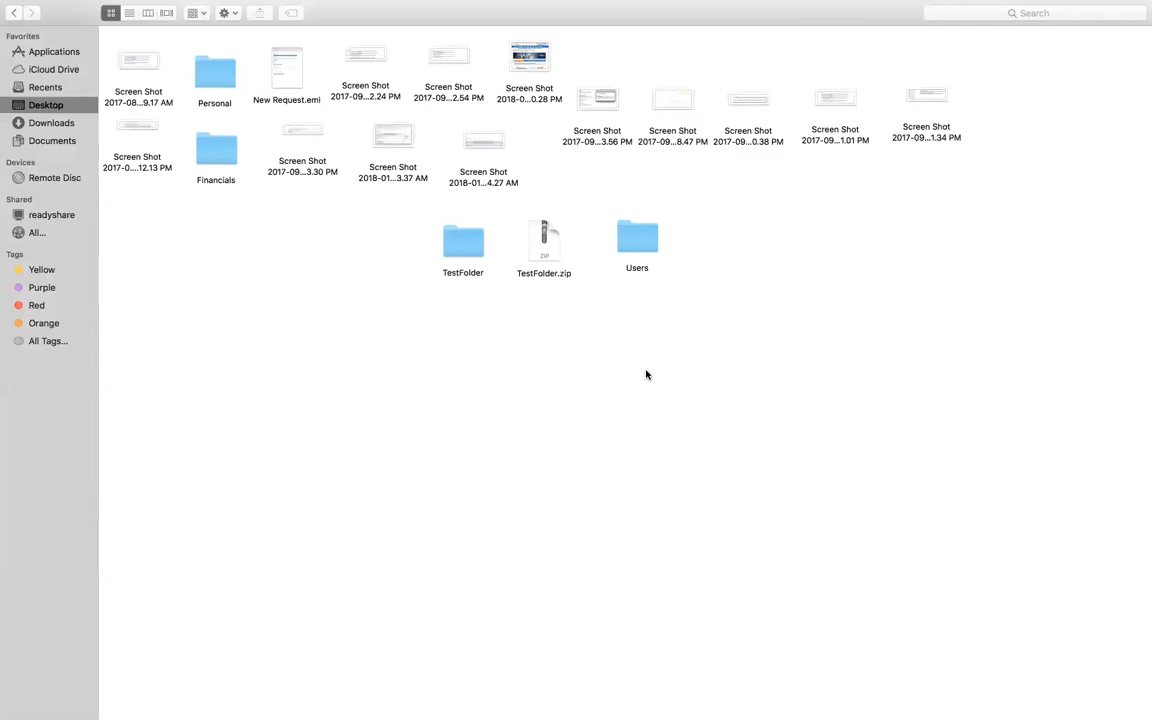 Search
Favorites
Applications
iCloud Drive
Recents
Desktop
Downloads
Documents
Devices
Remote Disc
Shared
readyshare
All...
Tags
Yellow
Purple
Red
Orange
All Tags...
Screen Shot
2017-08...9.17 AM
Personal
New Request.eml
Screen Shot
2017-09...2.24 PM
Screen Shot
2017-09...2.54 PM
Screen Shot
2018-0...0.28 PM
Screen Shot
2017-09...3.56 PM
Screen Shot
2017-09...8.47 PM
Screen Shot
2017-09...0.38 PM
Screen Shot
2017-09...1.01 PM
Screen Shot
2017-09...1.34 PM
Screen Shot
2017-0....12.13 PM
Financials
Screen Shot
2017-09...3.30 PM
Screen Shot
2018-01...3.37 AM
Screen Shot
2018-01...4.27 AM
TestFolder
ZIP
TestFolder.zip
Users